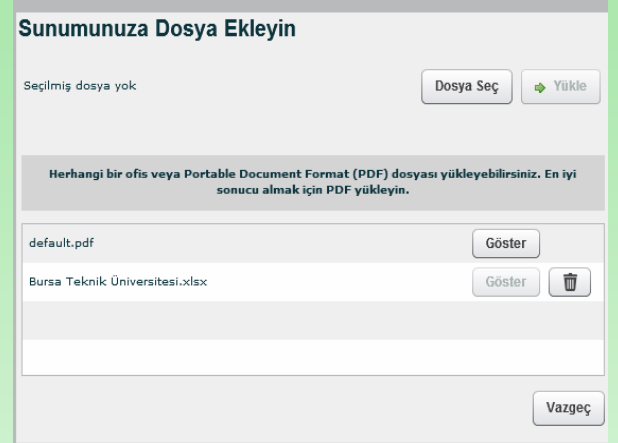 Sunumunuza Dosya Ekleyin
Seçilmiş dosya yok
Dosya Seç
Yükle
Herhangi bir ofis veya Portable Document Format (PDF) dosyası yükleyebilirsiniz. En iyi
sonucu almak için PDF yükleyin.
default.pdf
Göster
Bursa Teknik Üniversitesi.xlsx
Göster
Vazgeç